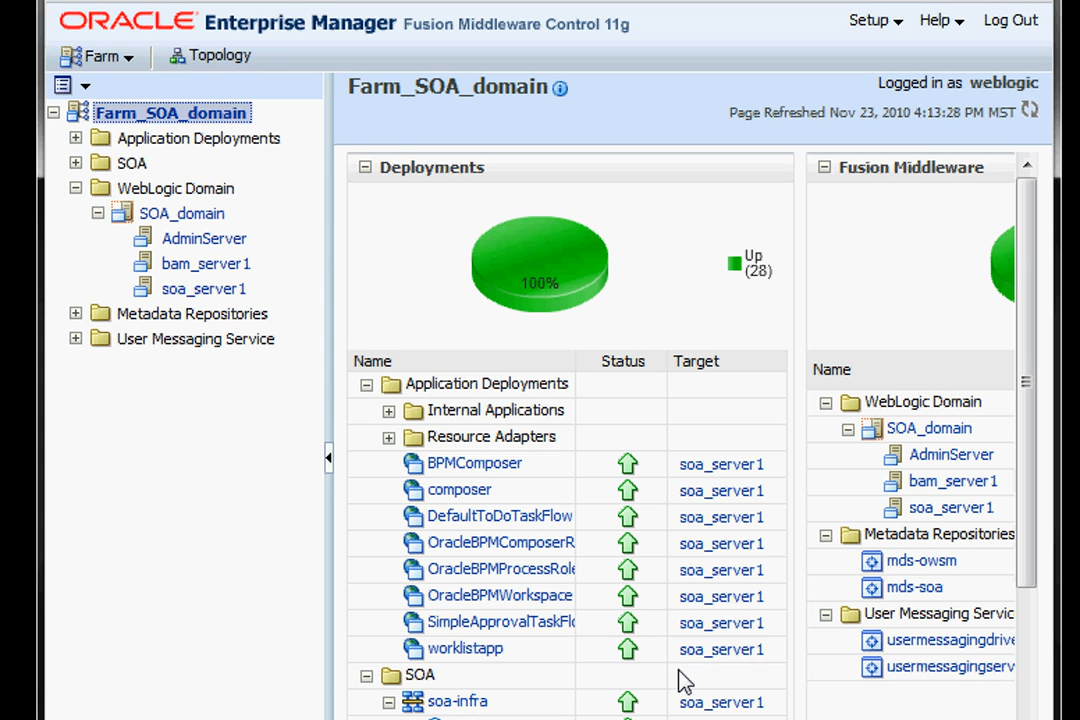 ORACLE Enterprise Manager Fusion Middleware Control 11g
Setup Help Log Out
Farm Topology
Farm_SOA_domain
Application Deployments
SOA
WebLogic Domain
SOA_domain
AdminServer
bam_server1
soa_server1
Metadata Repositories
User Messaging Service
Farm_SOA_domain
Logged in as weblogic
Page Refreshed Nov 23, 2010 4:13:28 PM MST
Deployments
100%
Up
(28)
Name Status Target
Application Deployments
Internal Applications
Resource Adapters
BPMComposer soa_server1
composer soa_server1
DefaultToDoTaskFlow soa_server1
OracleBPMComposerR soa_server1
OracleBPMProcessRole soa_server1
OracleBPMWorkspace soa_server1
SimpleApprovalTaskFlo soa_server1
worklistapp soa_server1
SOA
soa-infra soa_server1
Fusion Middleware
Name
WebLogic Domain
SOA_domain
AdminServer
bam_server1
soa_server1
Metadata Repositories
mds-owsm
mds-soa
User Messaging Servic
usermessagingdrive
usermessagingserv